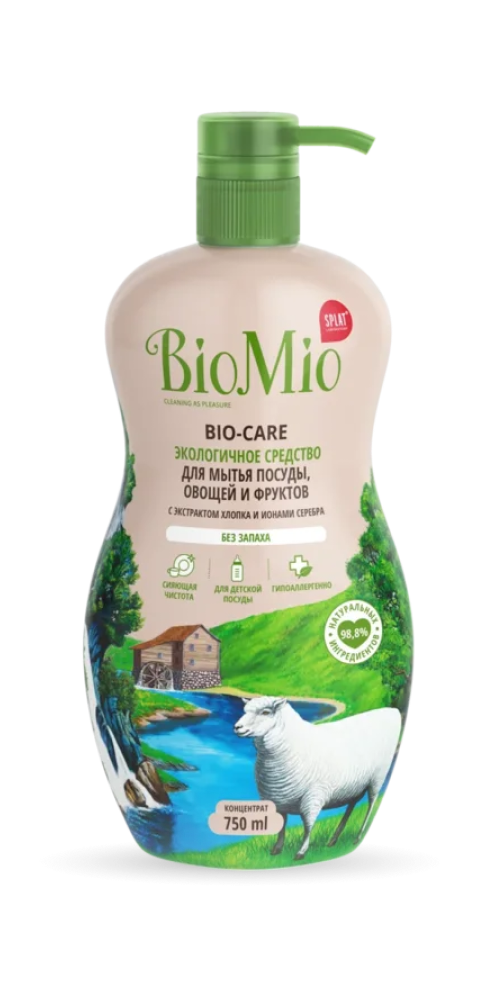 SPLAT
BioMio
CLEANING AS PLEASURE
BIO-CARE
ЭКОЛОГИЧНОЕ СРЕДСТВО
ДЛЯ МЫТЬЯ ПОСУДЫ,
ОВОЩЕЙ И ФРУКТОВ
С ЭКСТРАКТОМ ХЛОПКА И ИОНАМИ СЕРЕБРА
БЕЗ ЗАПАХА
СИЯЮЩАЯ
ЧИСТОТА
ДЛЯ ДЕТСКОЙ
ПОСУДЫ
ГИПОАЛЛЕРГЕННО
• НАТУРАЛЬНЫХ •
98,8%
ИНГРЕДИЕНТОВ
КОНЦЕНТРАТ
750 ml